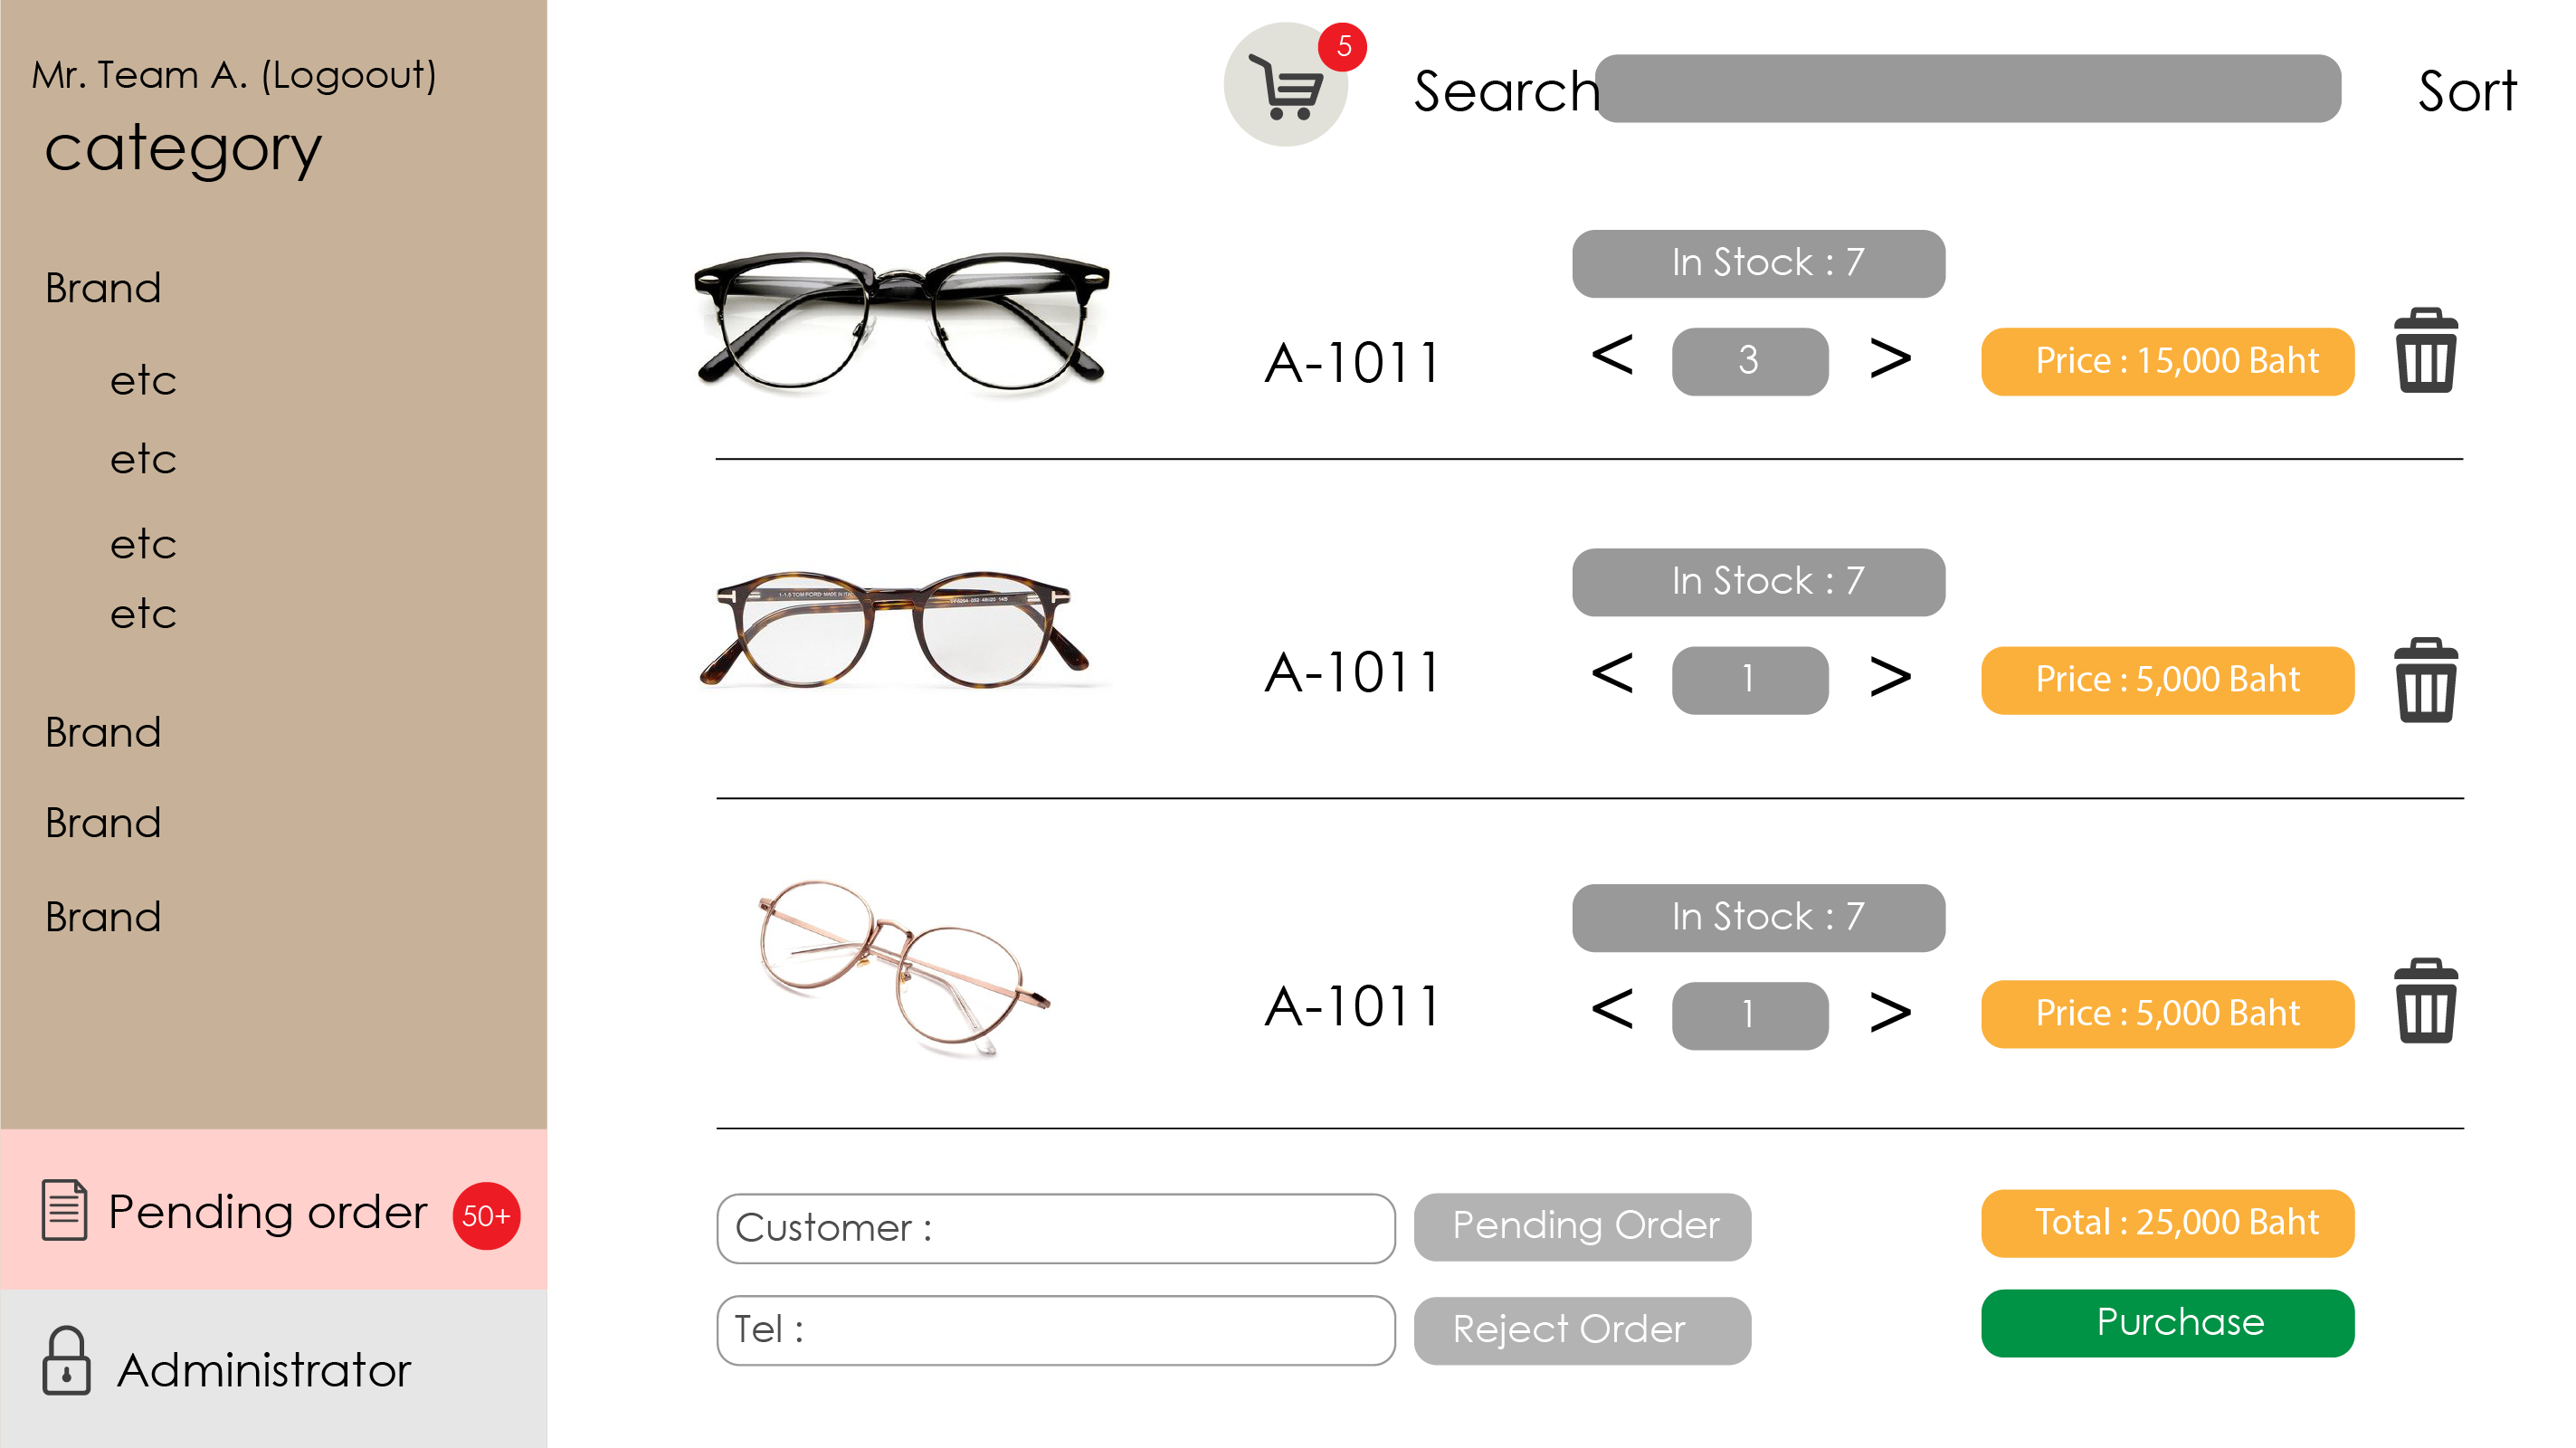 Mr. Team A. (Logoout)
category
Brand
etc
etc
etc
etc
Brand
Brand
Brand
Pending order
50+
Administrator
5
Search
Sort
In Stock : 7
A-1011
<
3
>
Price : 15,000 Baht
In Stock : 7
A-1011
<
1
>
Price : 5,000 Baht
In Stock : 7
A-1011
<
1
>
Price : 5,000 Baht
Customer :
Pending Order
Total : 25,000 Baht
Tel :
Reject Order
Purchase